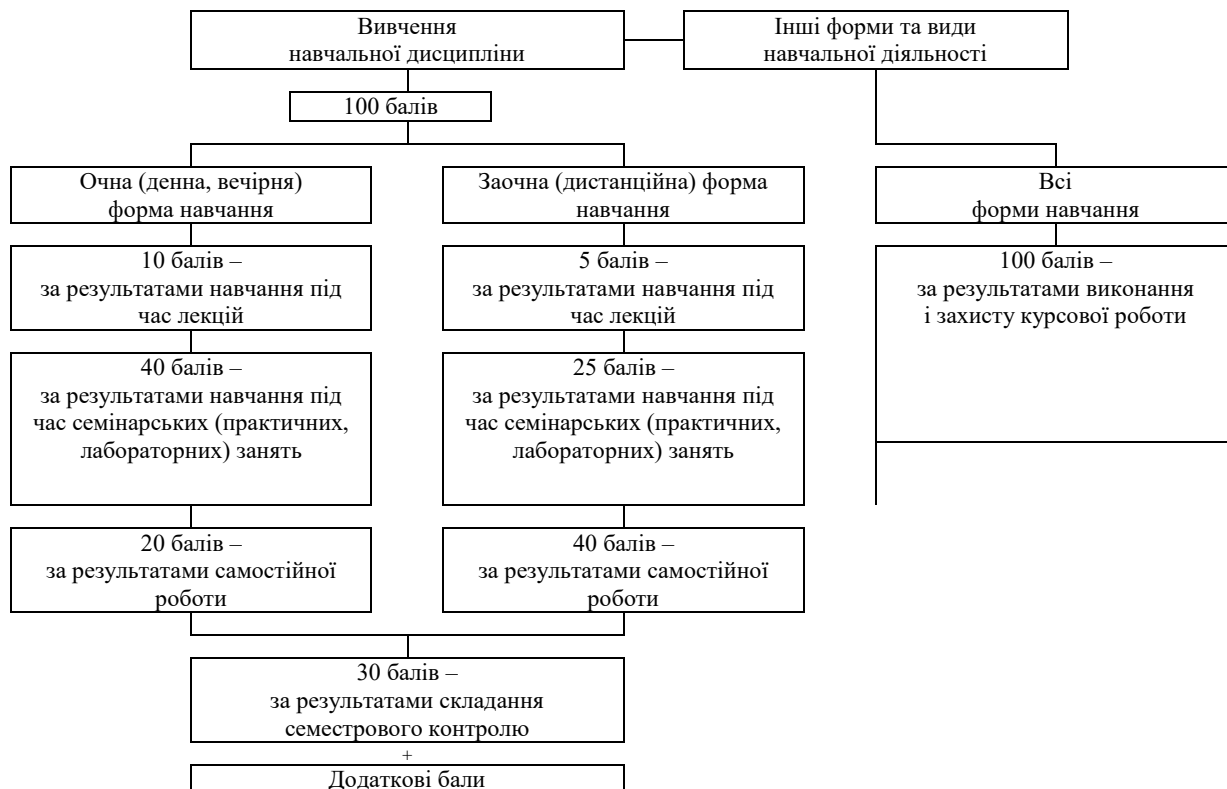 Вивчення
навчальної дисципліни
Інші форми та види
навчальної діяльності
100 балів
Очна (денна, вечірня)
форма навчання
Заочна (дистанційна) форма
навчання
Всі
форми навчання
10 балів –
за результатами навчання під
час лекцій
5 балів –
за результатами навчання під
час лекцій
100 балів –
за результатами виконання
і захисту курсової роботи
40 балів –
за результатами навчання під
час семінарських (практичних,
лабораторних) занять
25 балів –
за результатами навчання під
час семінарських (практичних,
лабораторних) занять
20 балів –
за результатами самостійної
роботи
40 балів –
за результатами самостійної
роботи
30 балів –
за результатами складання
семестрового контролю
+
Додаткові бали